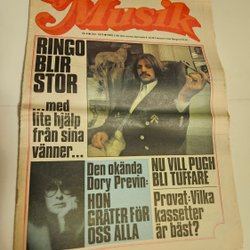 Musik
RINGO
BLIR
STOR
...med
lite hjälp
från sina
vänner...
Den okända
Dory Previn:
HON
GRÅTER FÖR
OSS ALLA
NU VILL PUGH
BLI TUFFARE
Provat: Vilka
kassetter
är bäst?